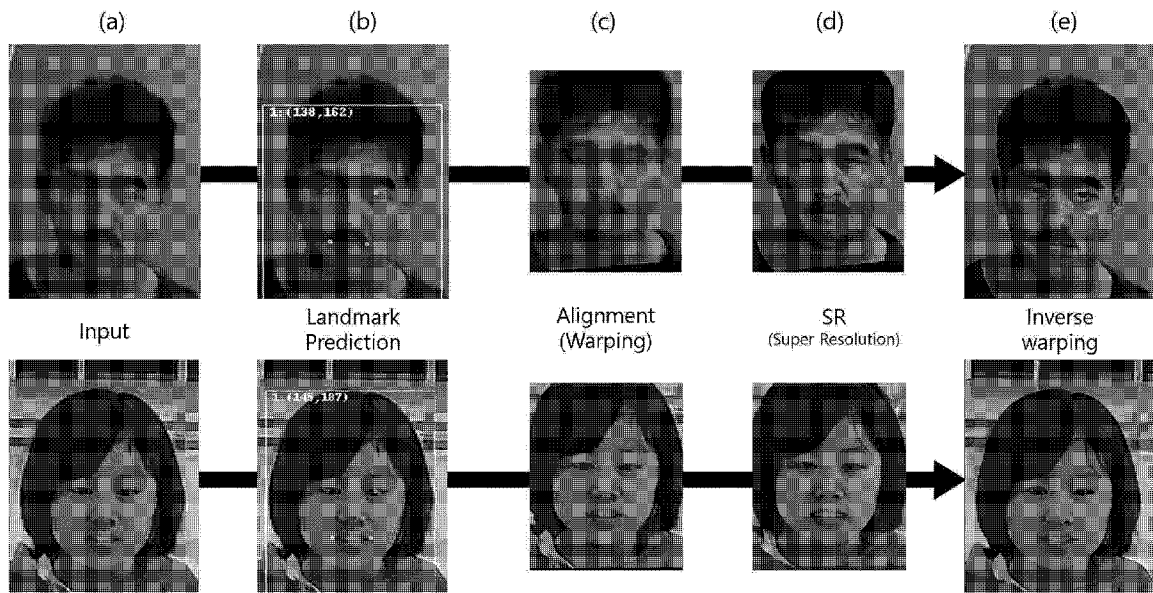 (a) (b) (c) (d) (e)
1:(138,162)
Input
Landmark
Prediction
Alignment
(Warping)
SR
(Super Resolution)
Inverse
warping